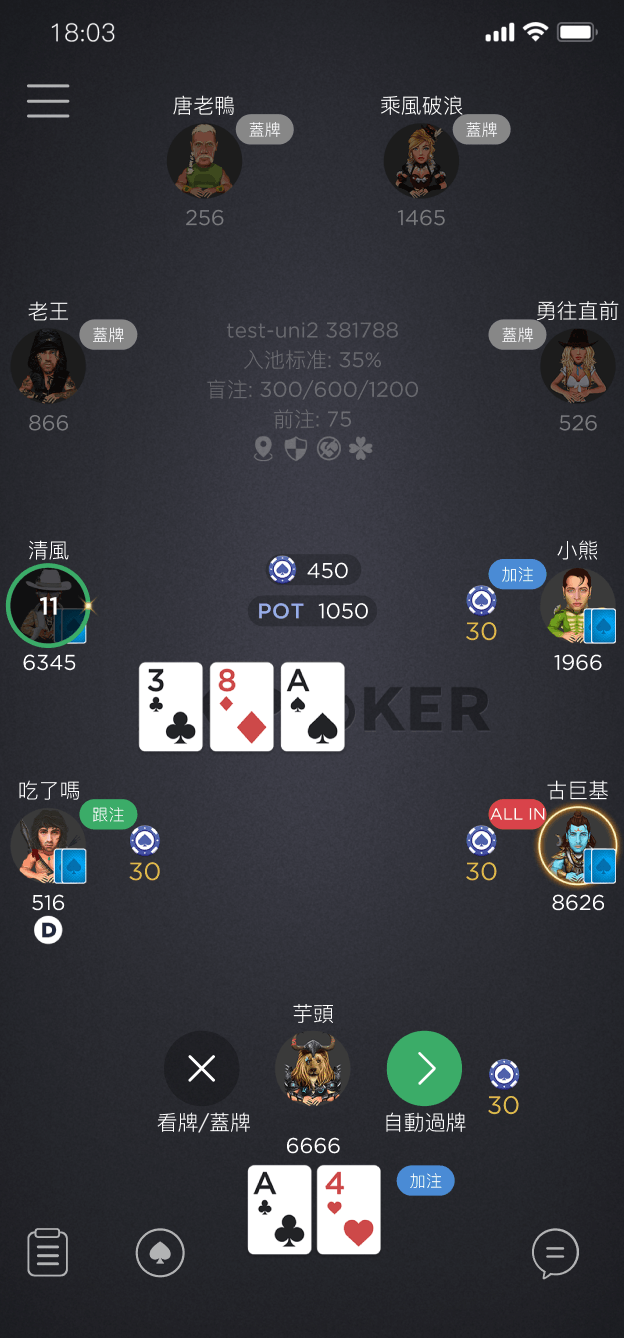 18:03
唐老鴨
蓋牌
256
乘風破浪
蓋牌
1465
老王
蓋牌
866
勇往直前
蓋牌
526
test-uni2 381788
入池标准: 35%
盲注: 300/600/1200
前注: 75
清風
11
6345
450
POT 1050
小熊
加注
30
1966
3
8
A
POKER
吃了嗎
跟注
30
516
D
古巨基
ALL IN
30
8626
芋頭
看牌/蓋牌
自動過牌
30
6666
A
4
加注